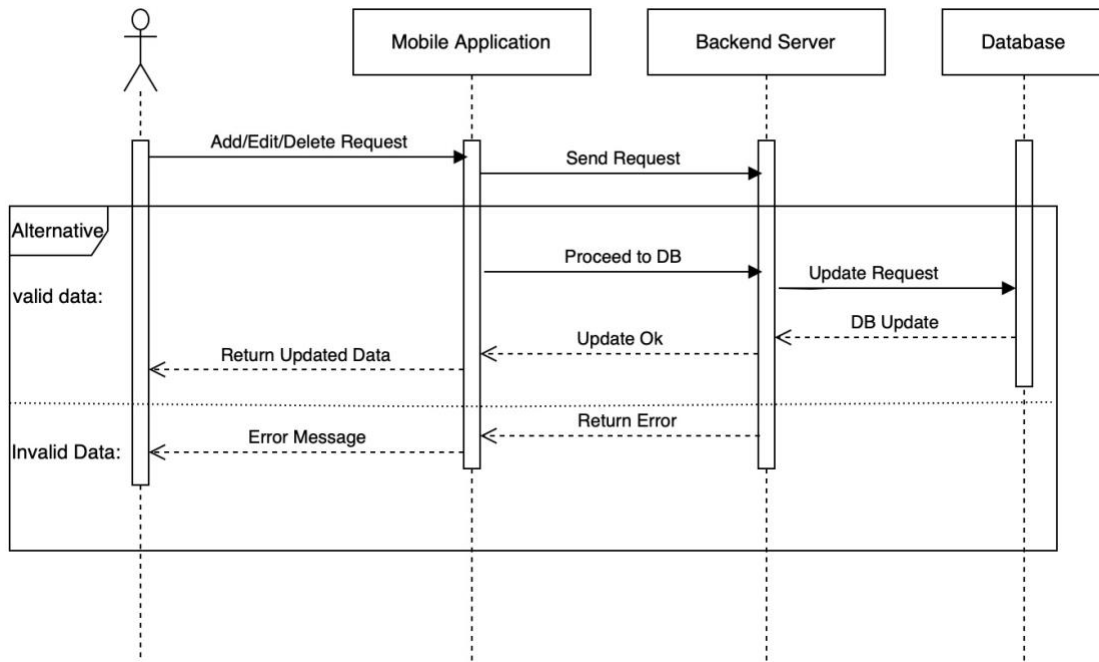 Mobile Application
Backend Server
Database
Add/Edit/Delete Request
Send Request
Alternative
Proceed to DB
Update Request
valid data:
DB Update
Update Ok
Return Updated Data
Return Error
Error Message
Invalid Data: